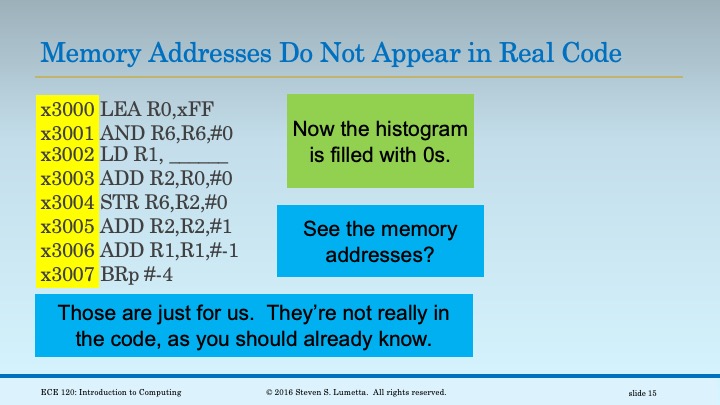 Memory Addresses Do Not Appear in Real Code
x3000 LEA R0,xFF
x3001 AND R6,R6,#0
x3002 LD R1, ______
x3003 ADD R2,R0,#0
x3004 STR R6,R2,#0
x3005 ADD R2,R2,#1
x3006 ADD R1,R1,#-1
x3007 BRp #-4
Now the histogram
is filled with 0s.
See the memory
addresses?
Those are just for us.  They’re not really in
the code, as you should already know.
ECE 120: Introduction to Computing
© 2016 Steven S. Lumetta.  All rights reserved.
slide 15